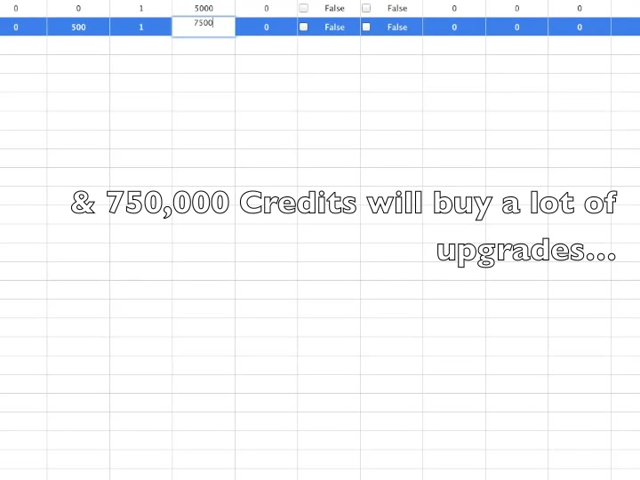 0 0 1 5000 0 False False 0 0 0
0 500 1 7500 0 False False 0 0 0
& 750,000 Credits will buy a lot of
upgrades...